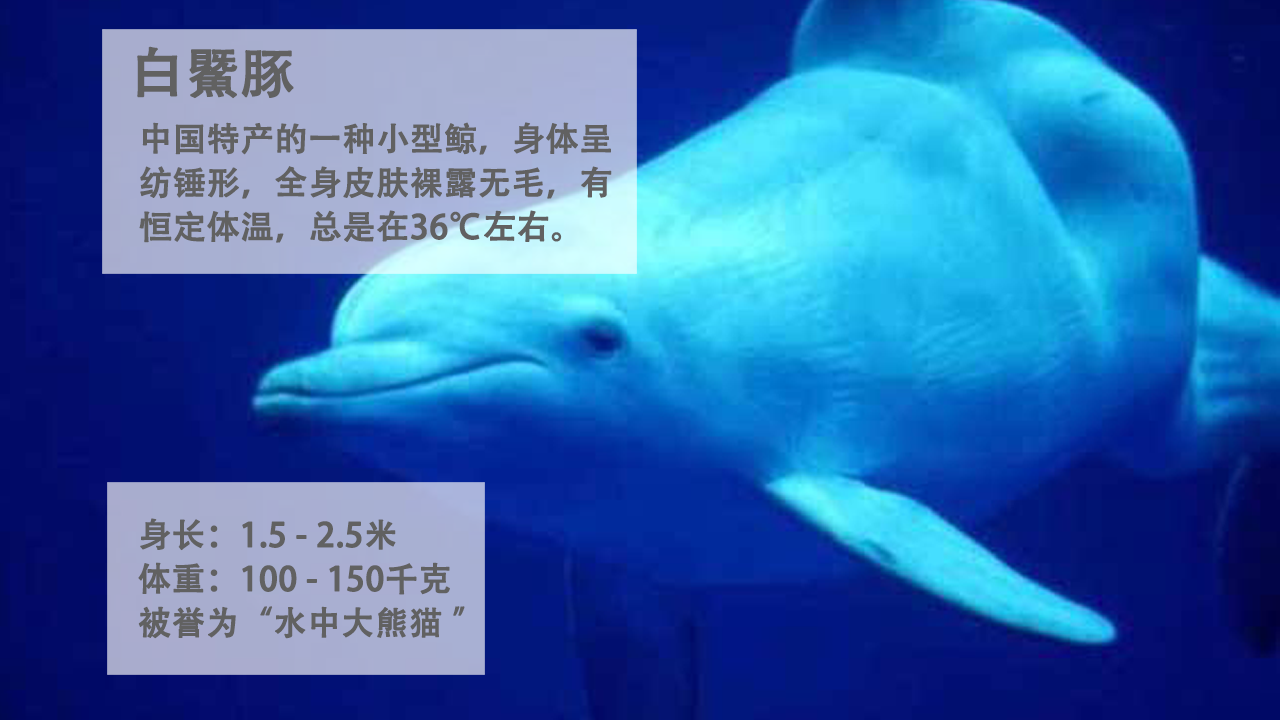 白鱀豚
中国特产的一种小型鲸，身体呈
纺锤形，全身皮肤裸露无毛，有
恒定体温，总是在36℃左右。
身长：1.5 - 2.5米
体重：100 - 150千克
被誉为“水中大熊猫 ”